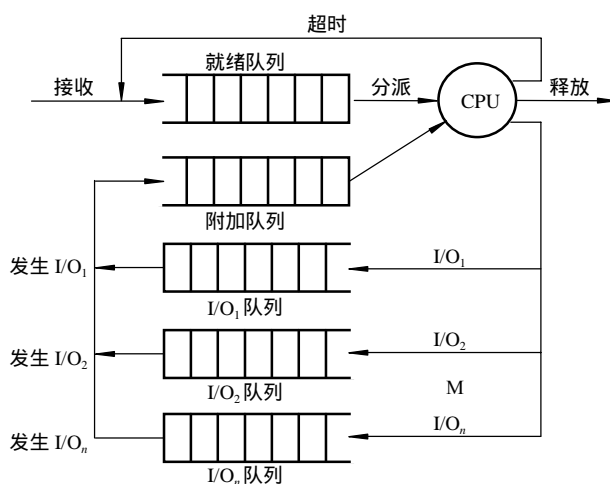 超时
就绪队列
接收
分派
CPU
释放
附加队列
发生 I/O₁
I/O₁
I/O₁ 队列
发生 I/O₂
I/O₂
I/O₂ 队列
M
发生 I/Oₙ
I/Oₙ
I/Oₙ 队列